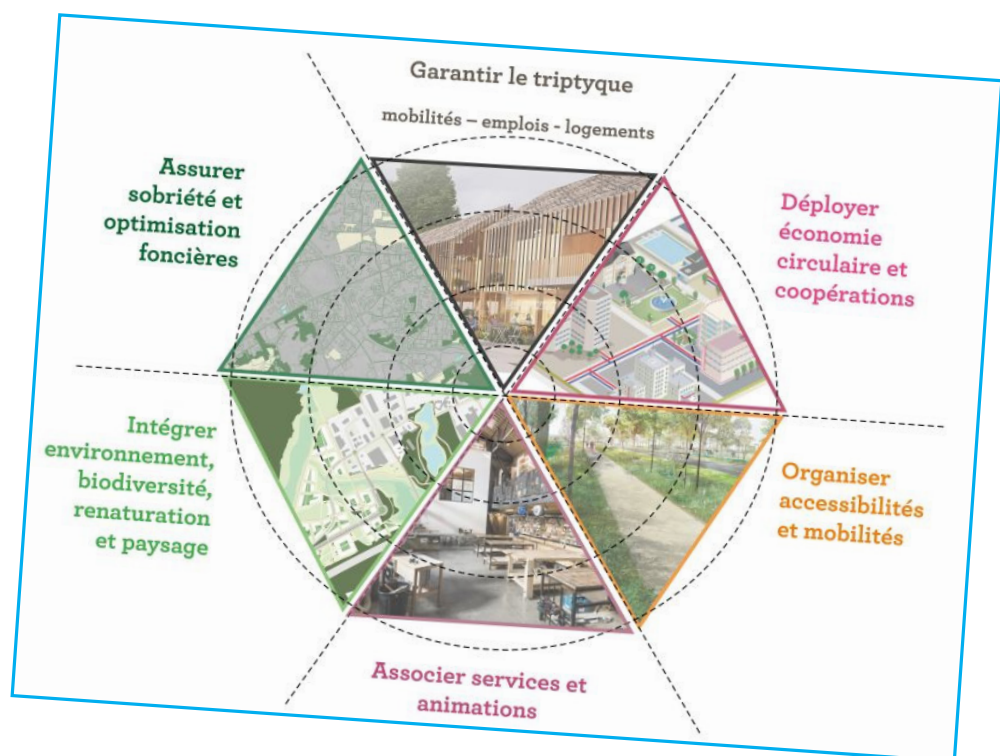 Garantir le triptyque
mobilités – emplois - logements
Assurer
sobriété et
optimisation
foncières
Déployer
économie
circulaire et
coopérations
Intégrer
environnement,
biodiversité,
renaturation
et paysage
Organiser
accessibilités
et mobilités
Associer services et
animations